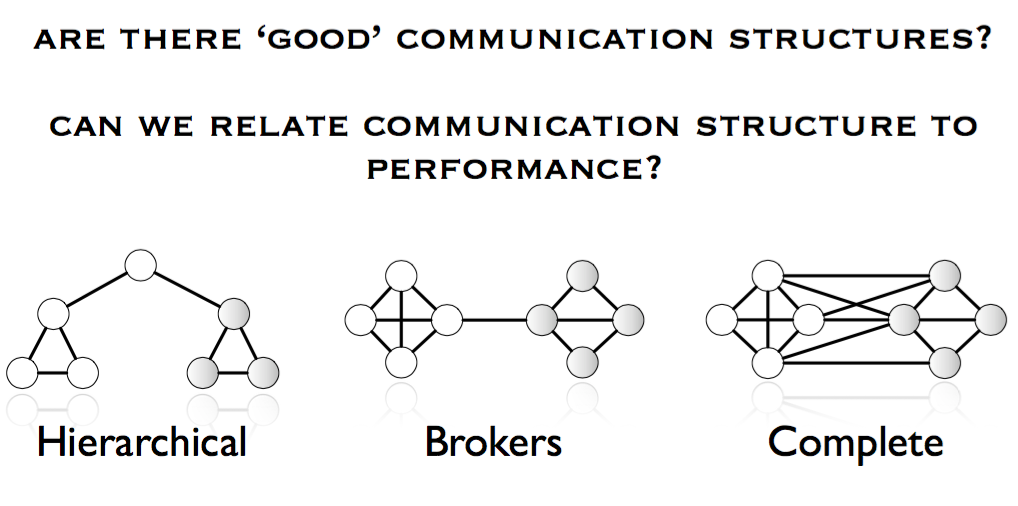 ARE THERE ‘GOOD’ COMMUNICATION STRUCTURES?
CAN WE RELATE COMMUNICATION STRUCTURE TO
PERFORMANCE?
Hierarchical
Brokers
Complete